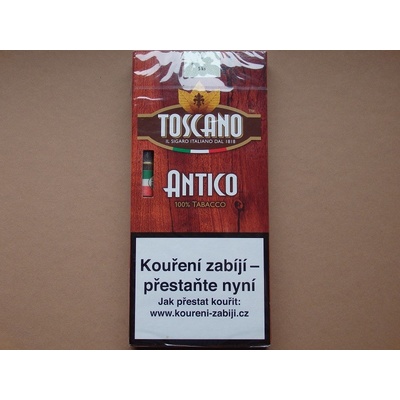 TOSCANO
IL SIGARO ITALIANO DAL 1818
ANTICO
100% TABACCO
Kouření zabíjí –
přestaňte nyní
Jak přestat kouřit:
www.koureni-zabiji.cz